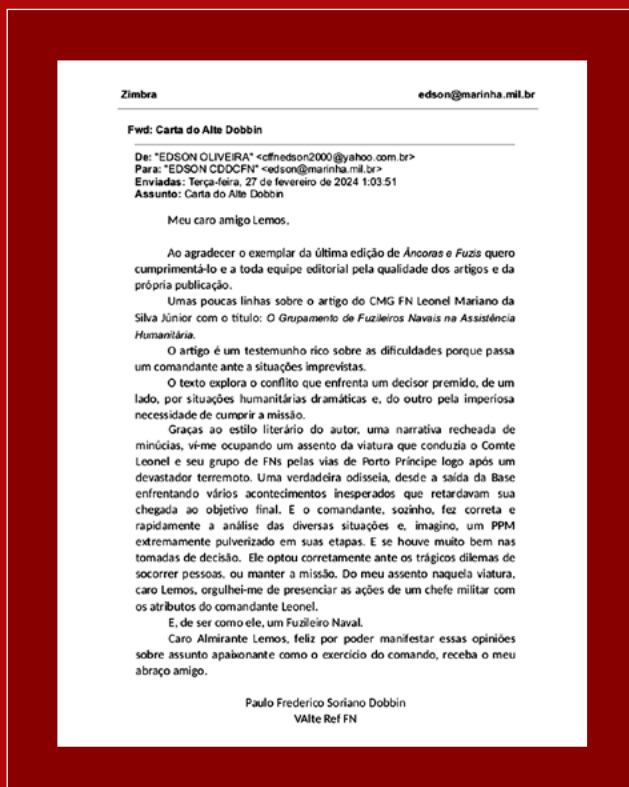 Zimbra edson@marinha.mil.br
Fwd: Carta do Alte Dobbin
De: "EDSON OLIVEIRA" <cffnedson2000@yahoo.com.br>
Para: "EDSON CDDCFN" <edson@marinha.mil.br>
Enviadas: Terça-feira, 27 de fevereiro de 2024 1:03:51
Assunto: Carta do Alte Dobbin
Meu caro amigo Lemos,
Ao agradecer o exemplar da última edição de Âncoras e Fuzis quero
cumprimentá-lo e a toda equipe editorial pela qualidade dos artigos e da
própria publicação.
Umas poucas linhas sobre o artigo do CMG FN Leonel Mariano da
Silva Júnior com o título: O Grupamento de Fuzileiros Navais na Assistência
Humanitária.
O artigo é um testemunho rico sobre as dificuldades porque passa
um comandante ante a situações imprevistas.
O texto explora o conflito que enfrenta um decisor premido, de um
lado, por situações humanitárias dramáticas e, do outro pela imperiosa
necessidade de cumprir a missão.
Graças ao estilo literário do autor, uma narrativa recheada de
minúcias, ví-me ocupando um assento da viatura que conduzia o Comte
Leonel e seu grupo de FNs pelas vias de Porto Príncipe logo após um
devastador terremoto. Uma verdadeira odisseia, desde a saída da Base
enfrentando vários acontecimentos inesperados que retardavam sua
chegada ao objetivo final. E o comandante, sozinho, fez correta e
rapidamente a análise das diversas situações e, imagino, um PPM
extremamente pulverizado em suas etapas. E se houve muito bem nas
tomadas de decisão. Ele optou corretamente ante os trágicos dilemas de
socorrer pessoas, ou manter a missão. Do meu assento naquela viatura,
caro Lemos, orgulhei-me de presenciar as ações de um chefe militar com
os atributos do comandante Leonel.
E, de ser como ele, um Fuzileiro Naval.
Caro Almirante Lemos, feliz por poder manifestar essas opiniões
sobre assunto apaixonante como o exercício do comando, receba o meu
abraço amigo.
Paulo Frederico Soriano Dobbin
VAlte Ref FN